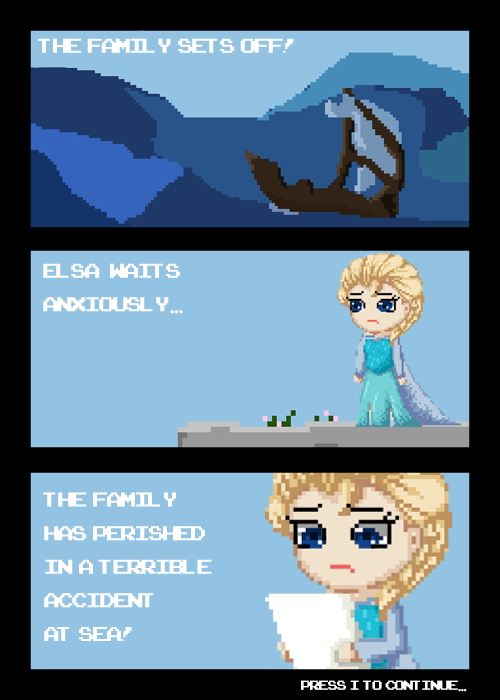 THE FAMILY SETS OFF!
ELSA WAITS
ANXIOUSLY...
THE FAMILY
HAS PERISHED
IN A TERRIBLE
ACCIDENT
AT SEA!
PRESS I TO CONTINUE...